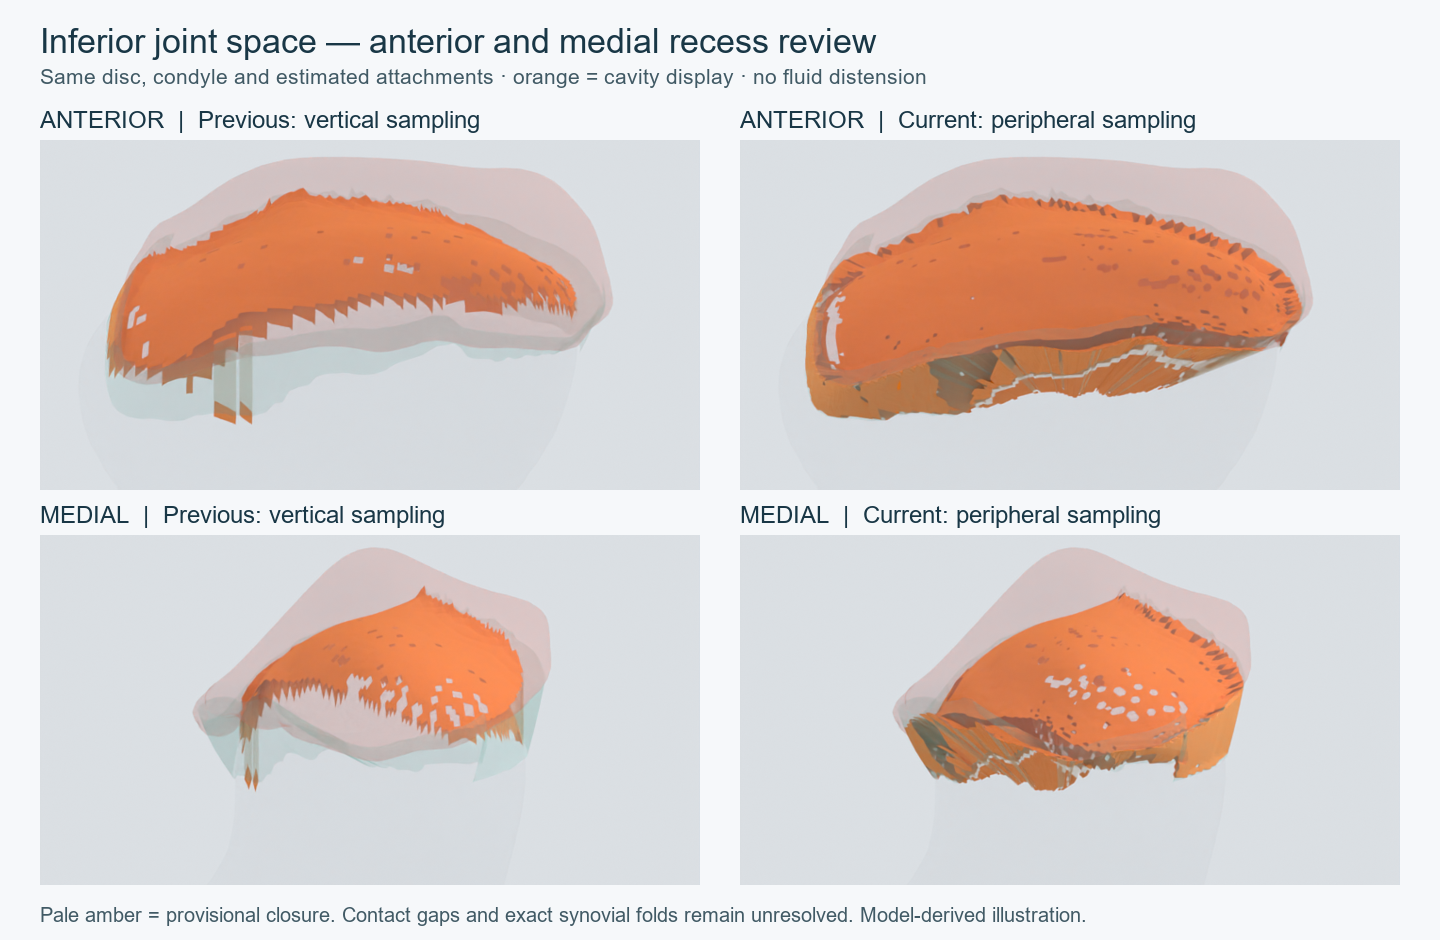 Inferior joint space — anterior and medial recess review
Same disc, condyle and estimated attachments · orange = cavity display · no fluid distension
ANTERIOR | Previous: vertical sampling
ANTERIOR | Current: peripheral sampling
MEDIAL | Previous: vertical sampling
MEDIAL | Current: peripheral sampling
Pale amber = provisional closure. Contact gaps and exact synovial folds remain unresolved. Model-derived illustration.